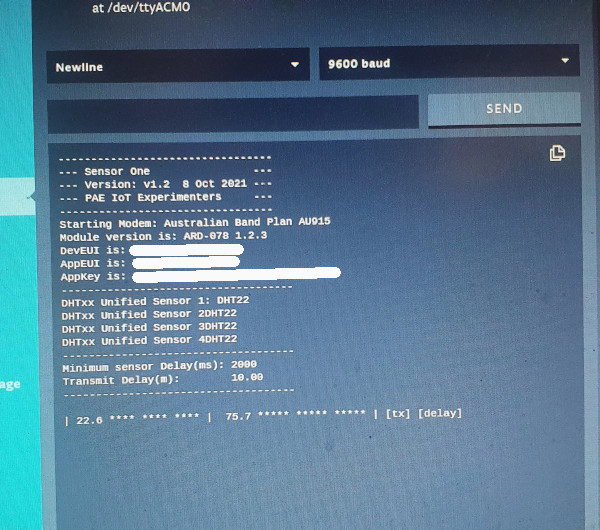 at /dev/ttyACM0
Newline
9600 baud
SEND
--------------------------------
--- Sensor One ---
--- Version: v1.2 8 Oct 2021 ---
--- PAE IoT Experimenters ---
--------------------------------
Starting Modem: Australian Band Plan AU915
Module version is: ARD-078 1.2.3
DevEUI is:
AppEUI is:
AppKey is:
-----------------------------------
DHTxx Unified Sensor 1: DHT22
DHTxx Unified Sensor 2DHT22
DHTxx Unified Sensor 3DHT22
DHTxx Unified Sensor 4DHT22
-----------------------------------
Minimum sensor Delay(ms): 2000
Transmit Delay(m): 10.00
-----------------------------------
| 22.6 **** **** **** | 75.7 ***** ***** ***** | [tx] [delay]
age